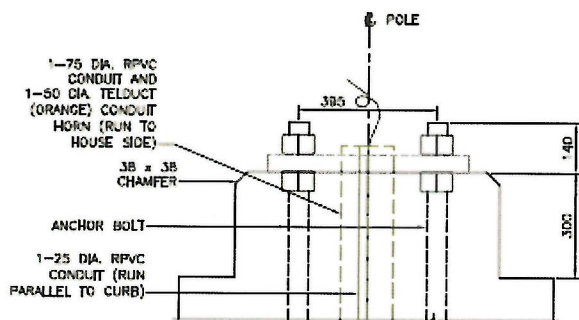 ℄ POLE
1-75 DIA. RPVC
CONDUIT AND
1-50 DIA. TELDUCT
(ORANGE) CONDUIT
HORN (RUN TO
HOUSE SIDE)
385
140
38 x 38
CHAMFER
ANCHOR BOLT
300
1-25 DIA. RPVC
CONDUIT (RUN
PARALLEL TO CURB)